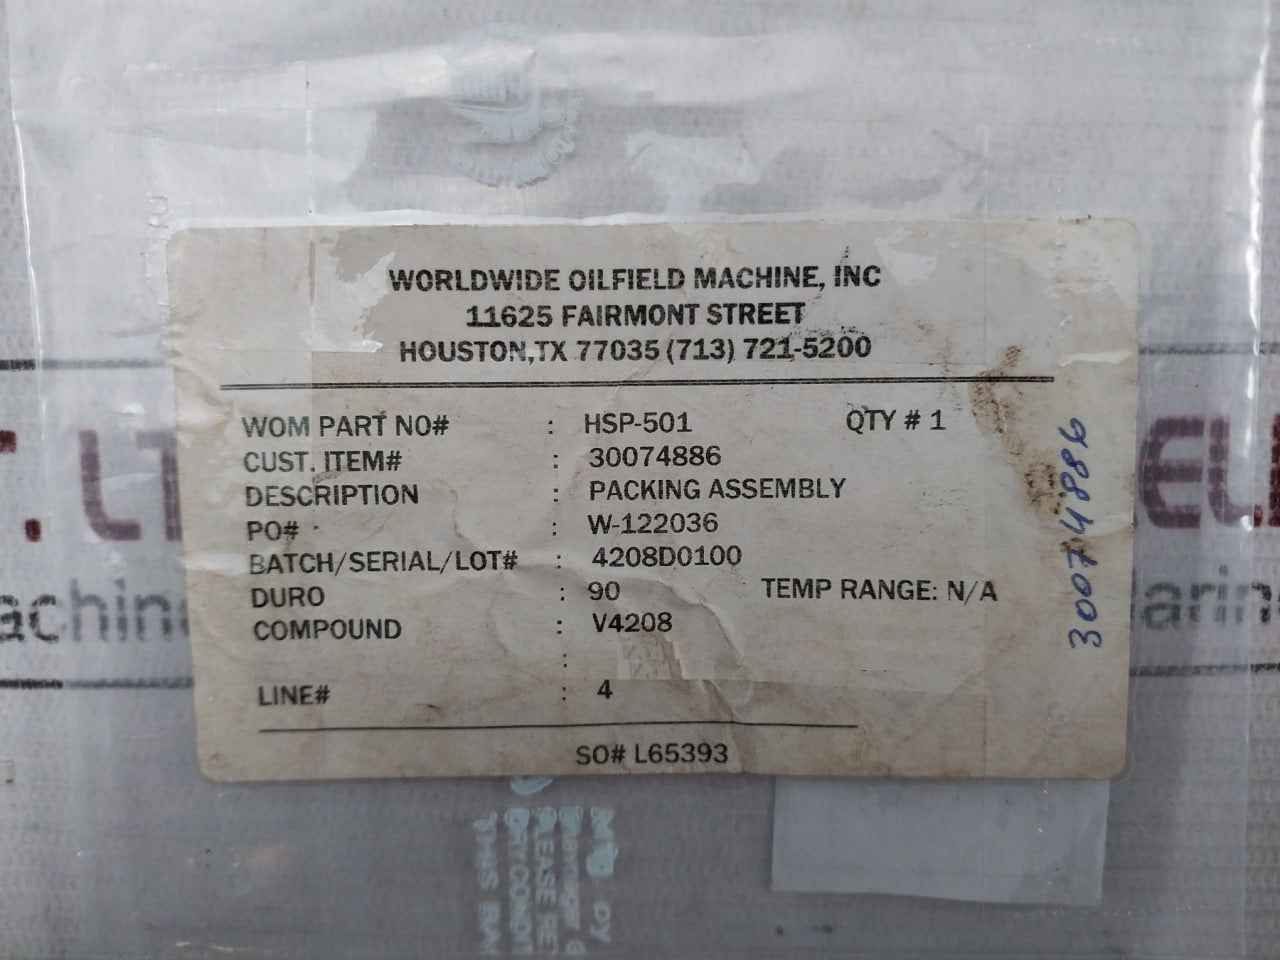 WORLDWIDE OILFIELD MACHINE, INC
11625 FAIRMONT STREET
HOUSTON,TX 77035 (713) 721-5200
WOM PART NO# : HSP-501 QTY # 1
CUST. ITEM# : 30074886
DESCRIPTION : PACKING ASSEMBLY
PO# : W-122036
BATCH/SERIAL/LOT# : 4208D0100
DURO : 90 TEMP RANGE: N/A
COMPOUND : V4208
:
LINE# : 4
SO# L65393
30074886
THIS